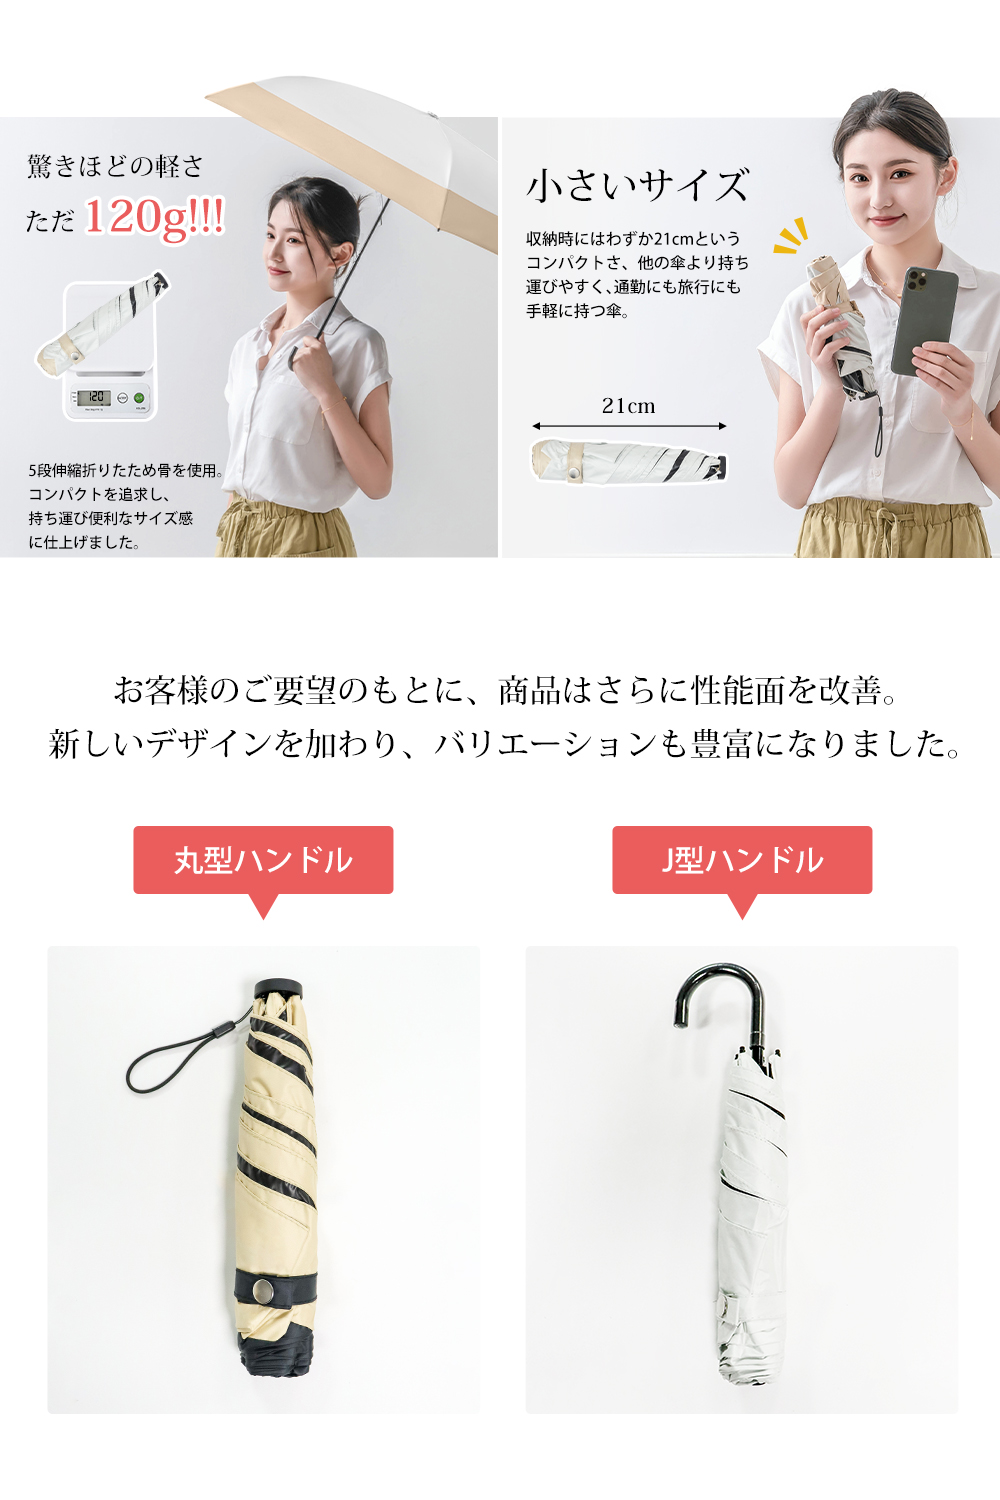 驚きほどの軽さ
ただ 120g!!!
120
5段伸縮折りたため骨を使用。
コンパクトを追求し、
持ち運び便利なサイズ感
に仕上げました。
小さいサイズ
収納時にはわずか21cmという
コンパクトさ、他の傘より持ち
運びやすく、通勤にも旅行にも
手軽に持つ傘。
21cm
お客様のご要望のもとに、商品はさらに性能面を改善。
新しいデザインを加わり、バリエーションも豊富になりました。
丸型ハンドル
J型ハンドル